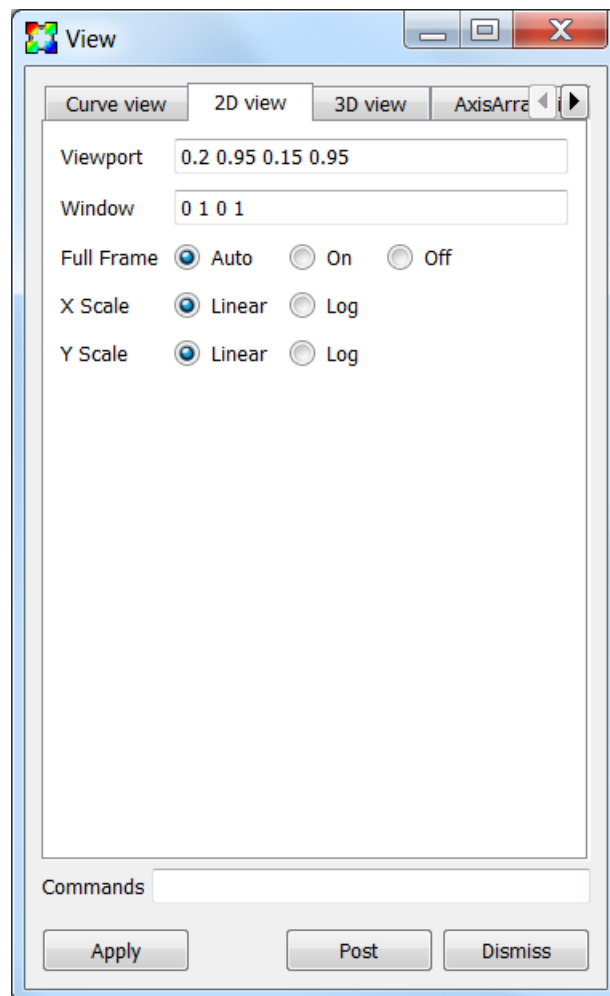 View
Curve view 2D view 3D view AxisArra
Viewport 0.2 0.95 0.15 0.95
Window 0 1 0 1
Full Frame Auto On Off
X Scale Linear Log
Y Scale Linear Log
Commands
Apply Post Dismiss